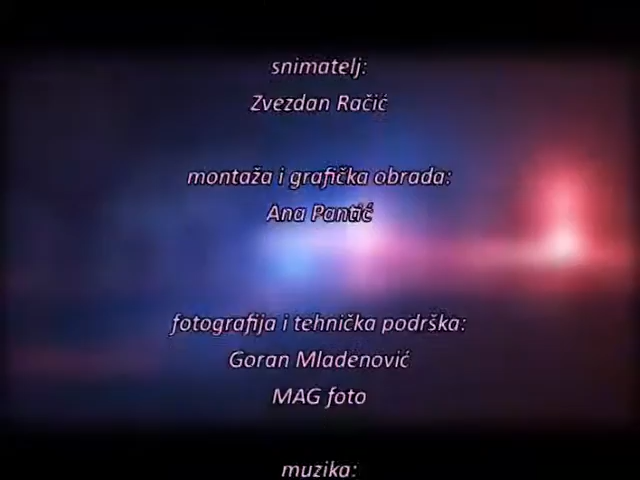 snimatelj:
Zvezdan Račić
montaža i grafička obrada:
Ana Pantić
fotografija i tehnička podrška:
Goran Mladenović
MAG foto
muzika: